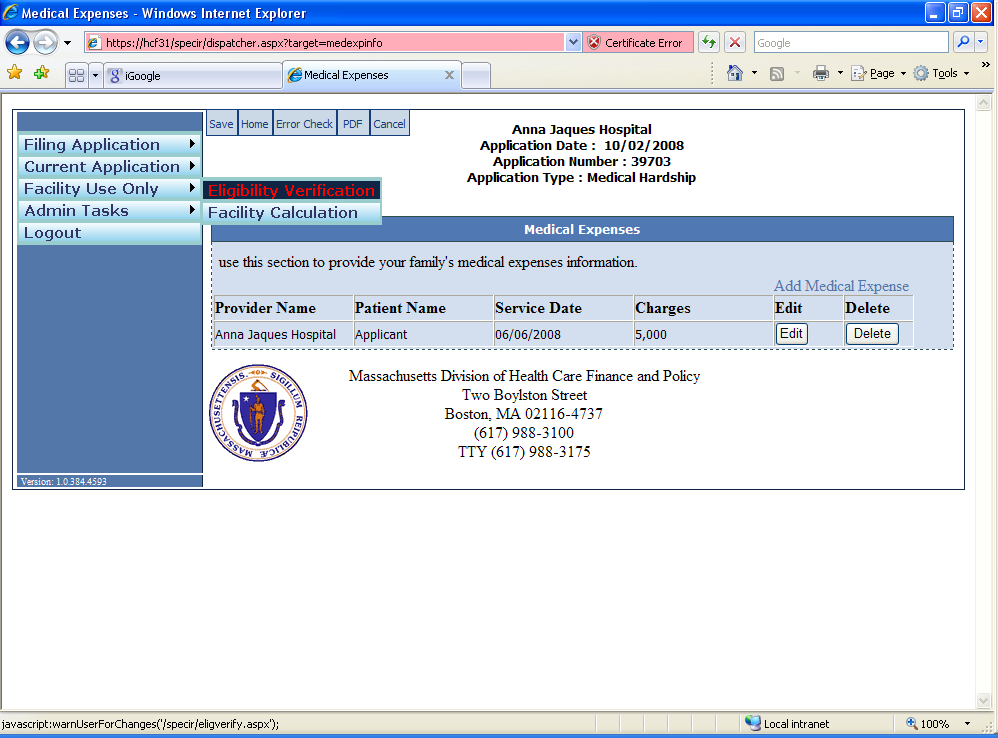 Medical Expenses - Windows Internet Explorer
https://hcf31/specir/dispatcher.aspx?target=medexpinfo
Certificate Error
Google
iGoogle
Medical Expenses
Page
Tools
Save Home Error Check PDF Cancel
Anna Jaques Hospital
Application Date : 10/02/2008
Application Number : 39703
Application Type : Medical Hardship
Filing Application
Current Application
Facility Use Only
Admin Tasks
Logout
Eligibility Verification
Facility Calculation
Medical Expenses
use this section to provide your family's medical expenses information.
Add Medical Expense
Provider Name Patient Name Service Date Charges Edit Delete
Anna Jaques Hospital Applicant 06/06/2008 5,000 Edit Delete
Massachusetts Division of Health Care Finance and Policy
Two Boylston Street
Boston, MA 02116-4737
(617) 988-3100
TTY (617) 988-3175
Version: 1.0.384.4593
javascript:warnUserForChanges('/specir/eligverify.aspx');
Local intranet
100%